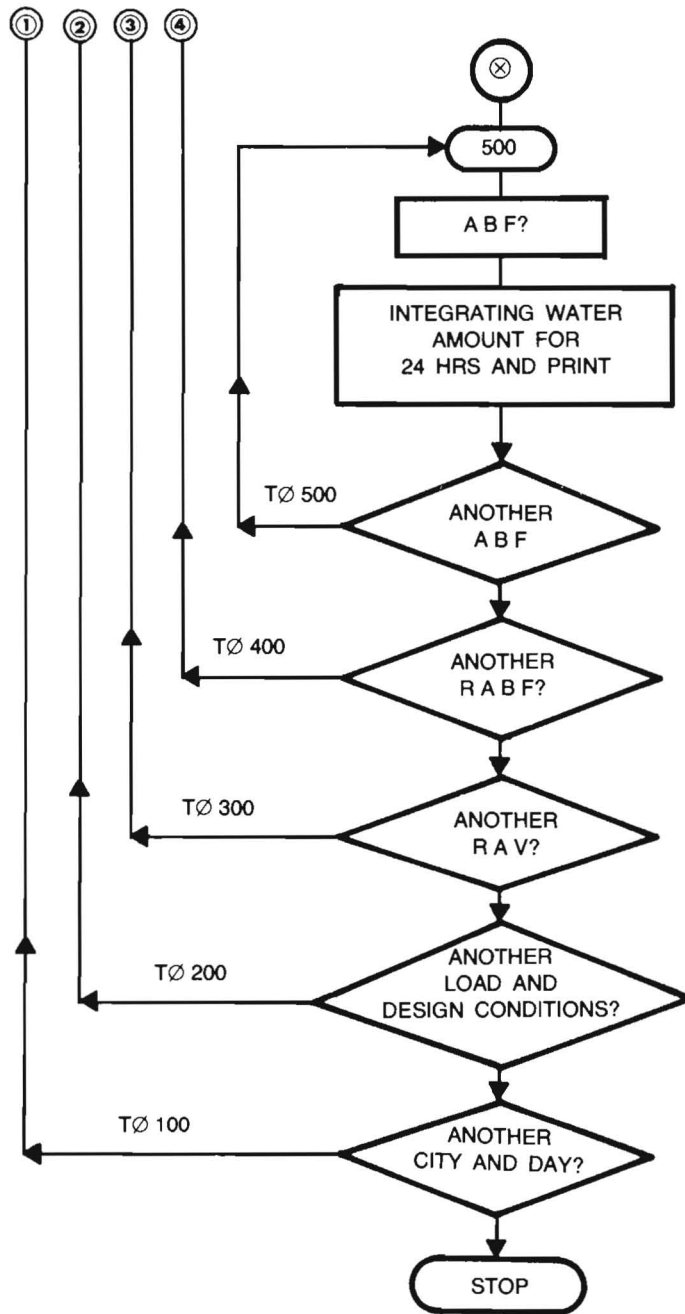 ① ② ③ ④
⊗
500
A B F?
INTEGRATING WATER
AMOUNT FOR
24 HRS AND PRINT
TØ 500
ANOTHER
A B F
TØ 400
ANOTHER
R A B F?
TØ 300
ANOTHER
R A V?
TØ 200
ANOTHER
LOAD AND
DESIGN CONDITIONS?
TØ 100
ANOTHER
CITY AND DAY?
STOP